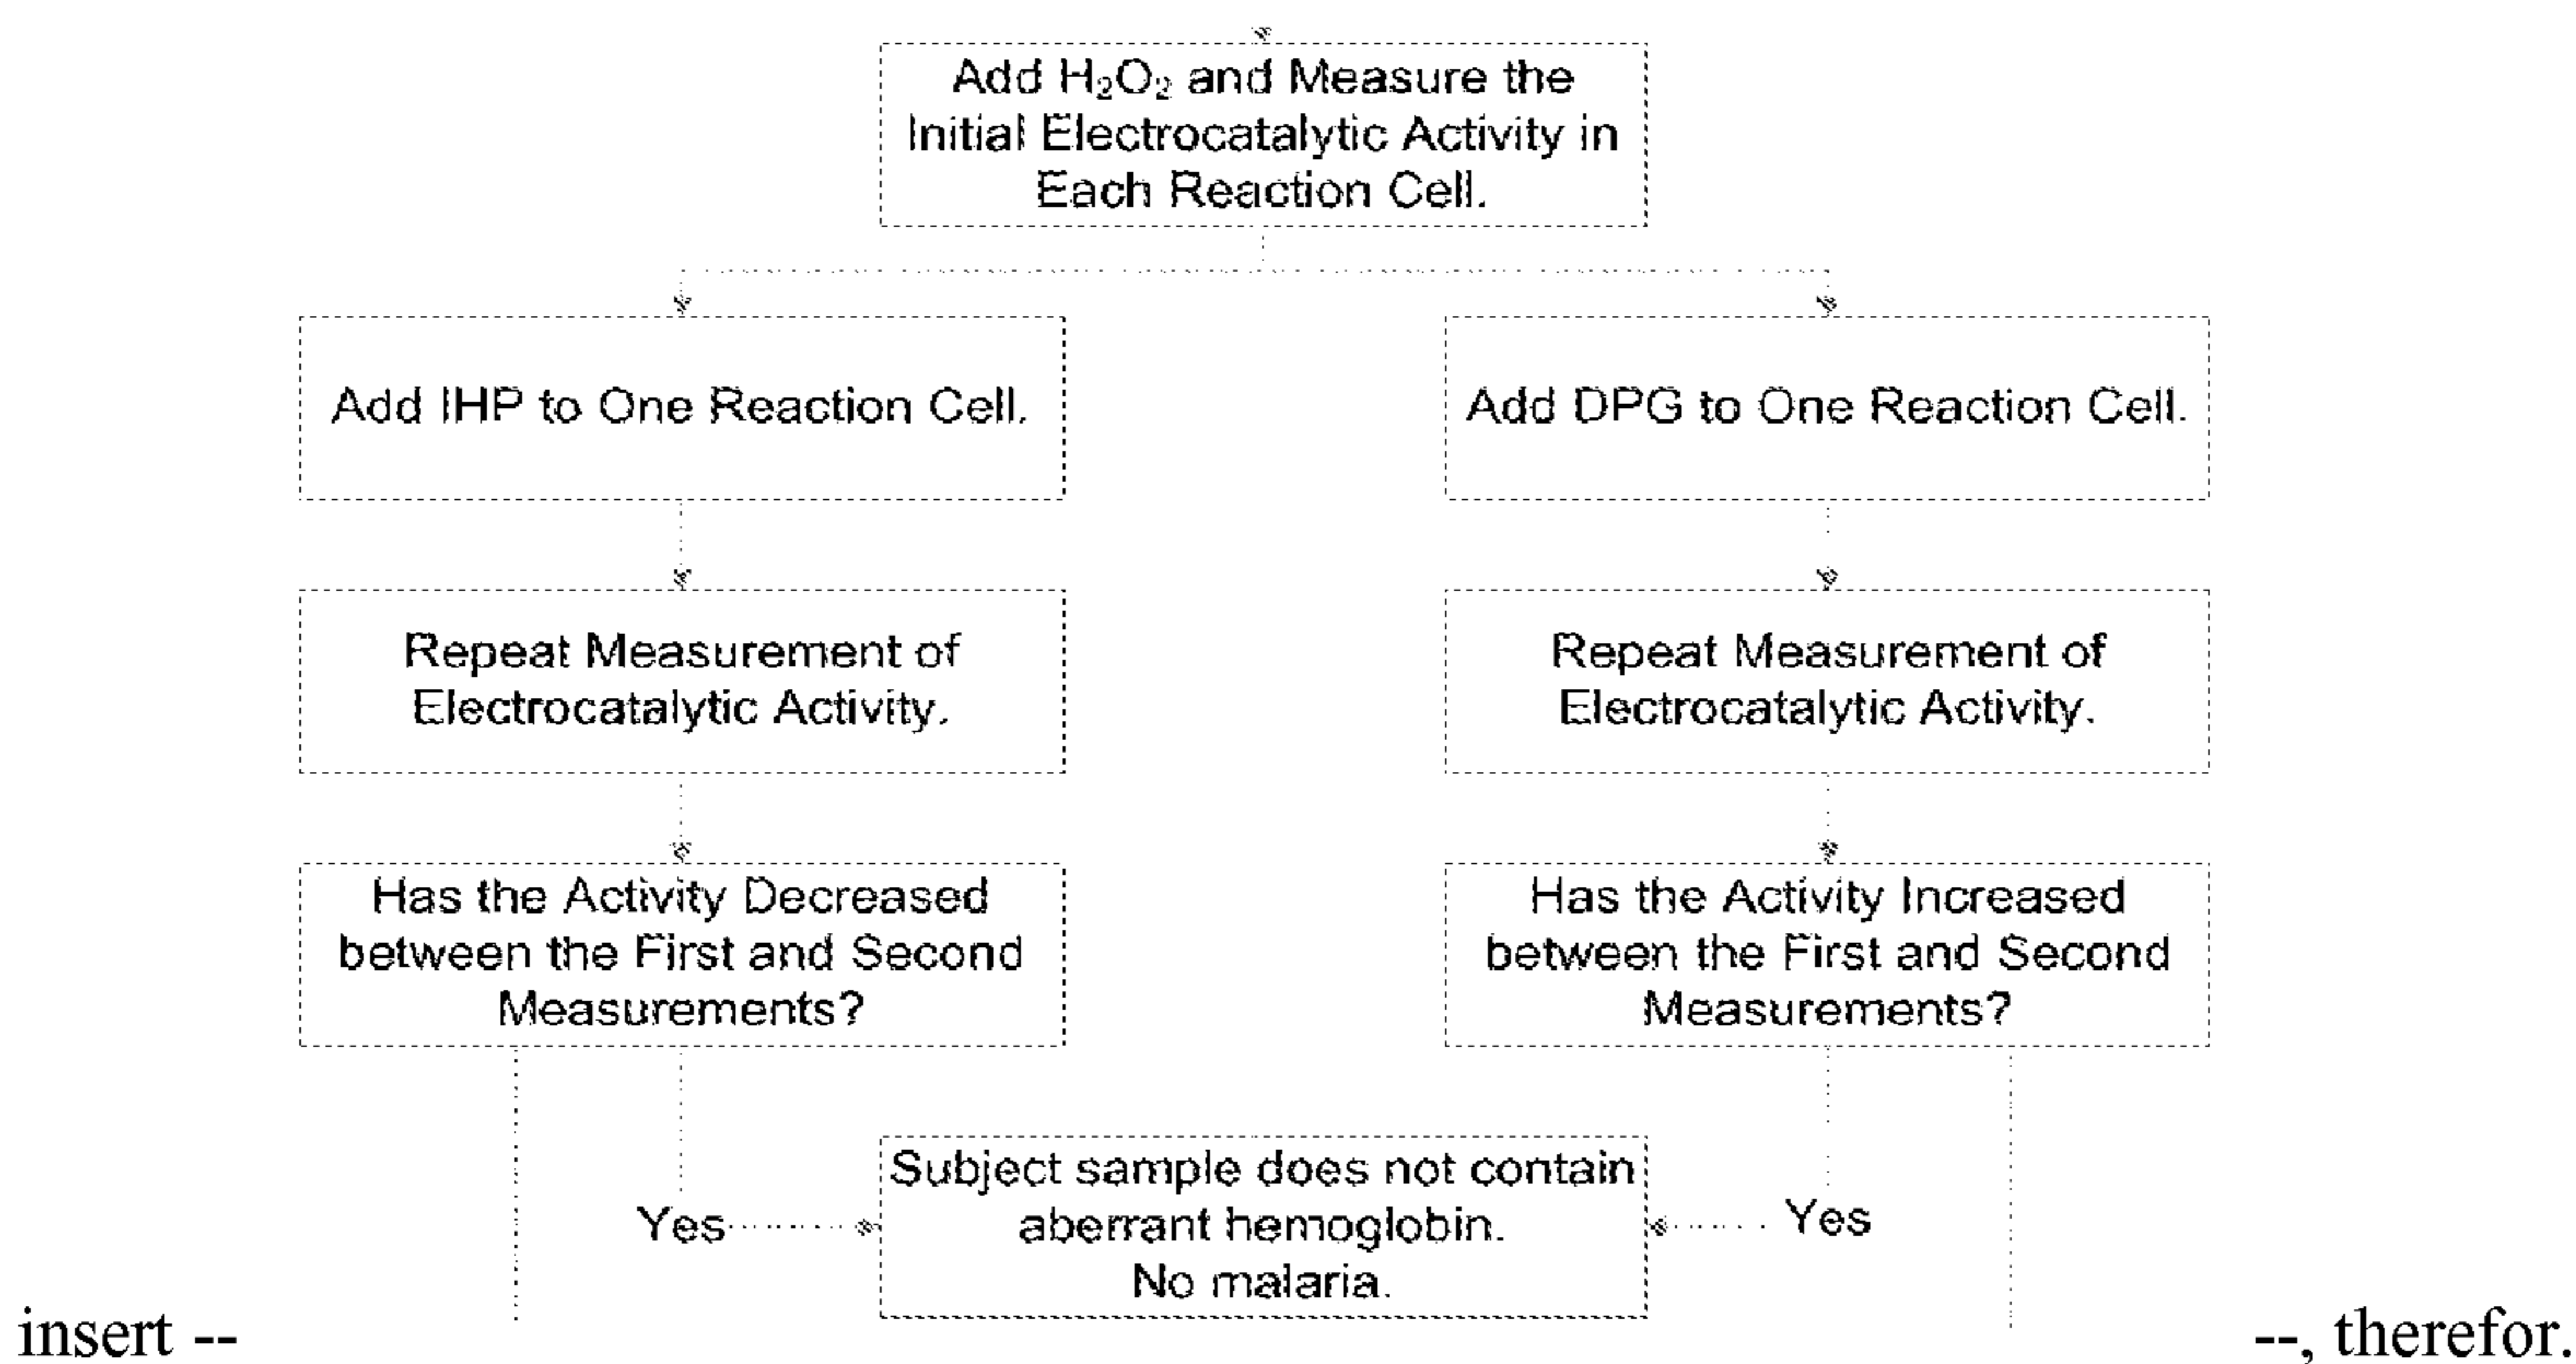 Add H₂O₂ and Measure the
Initial Electrocatalytic Activity in
Each Reaction Cell.
Add IHP to One Reaction Cell.
Add DPG to One Reaction Cell.
Repeat Measurement of
Electrocatalytic Activity.
Repeat Measurement of
Electrocatalytic Activity.
Has the Activity Decreased
between the First and Second
Measurements?
Has the Activity Increased
between the First and Second
Measurements?
Yes
Subject sample does not contain
aberrant hemoglobin.
No malaria.
Yes
insert --
--, therefor.